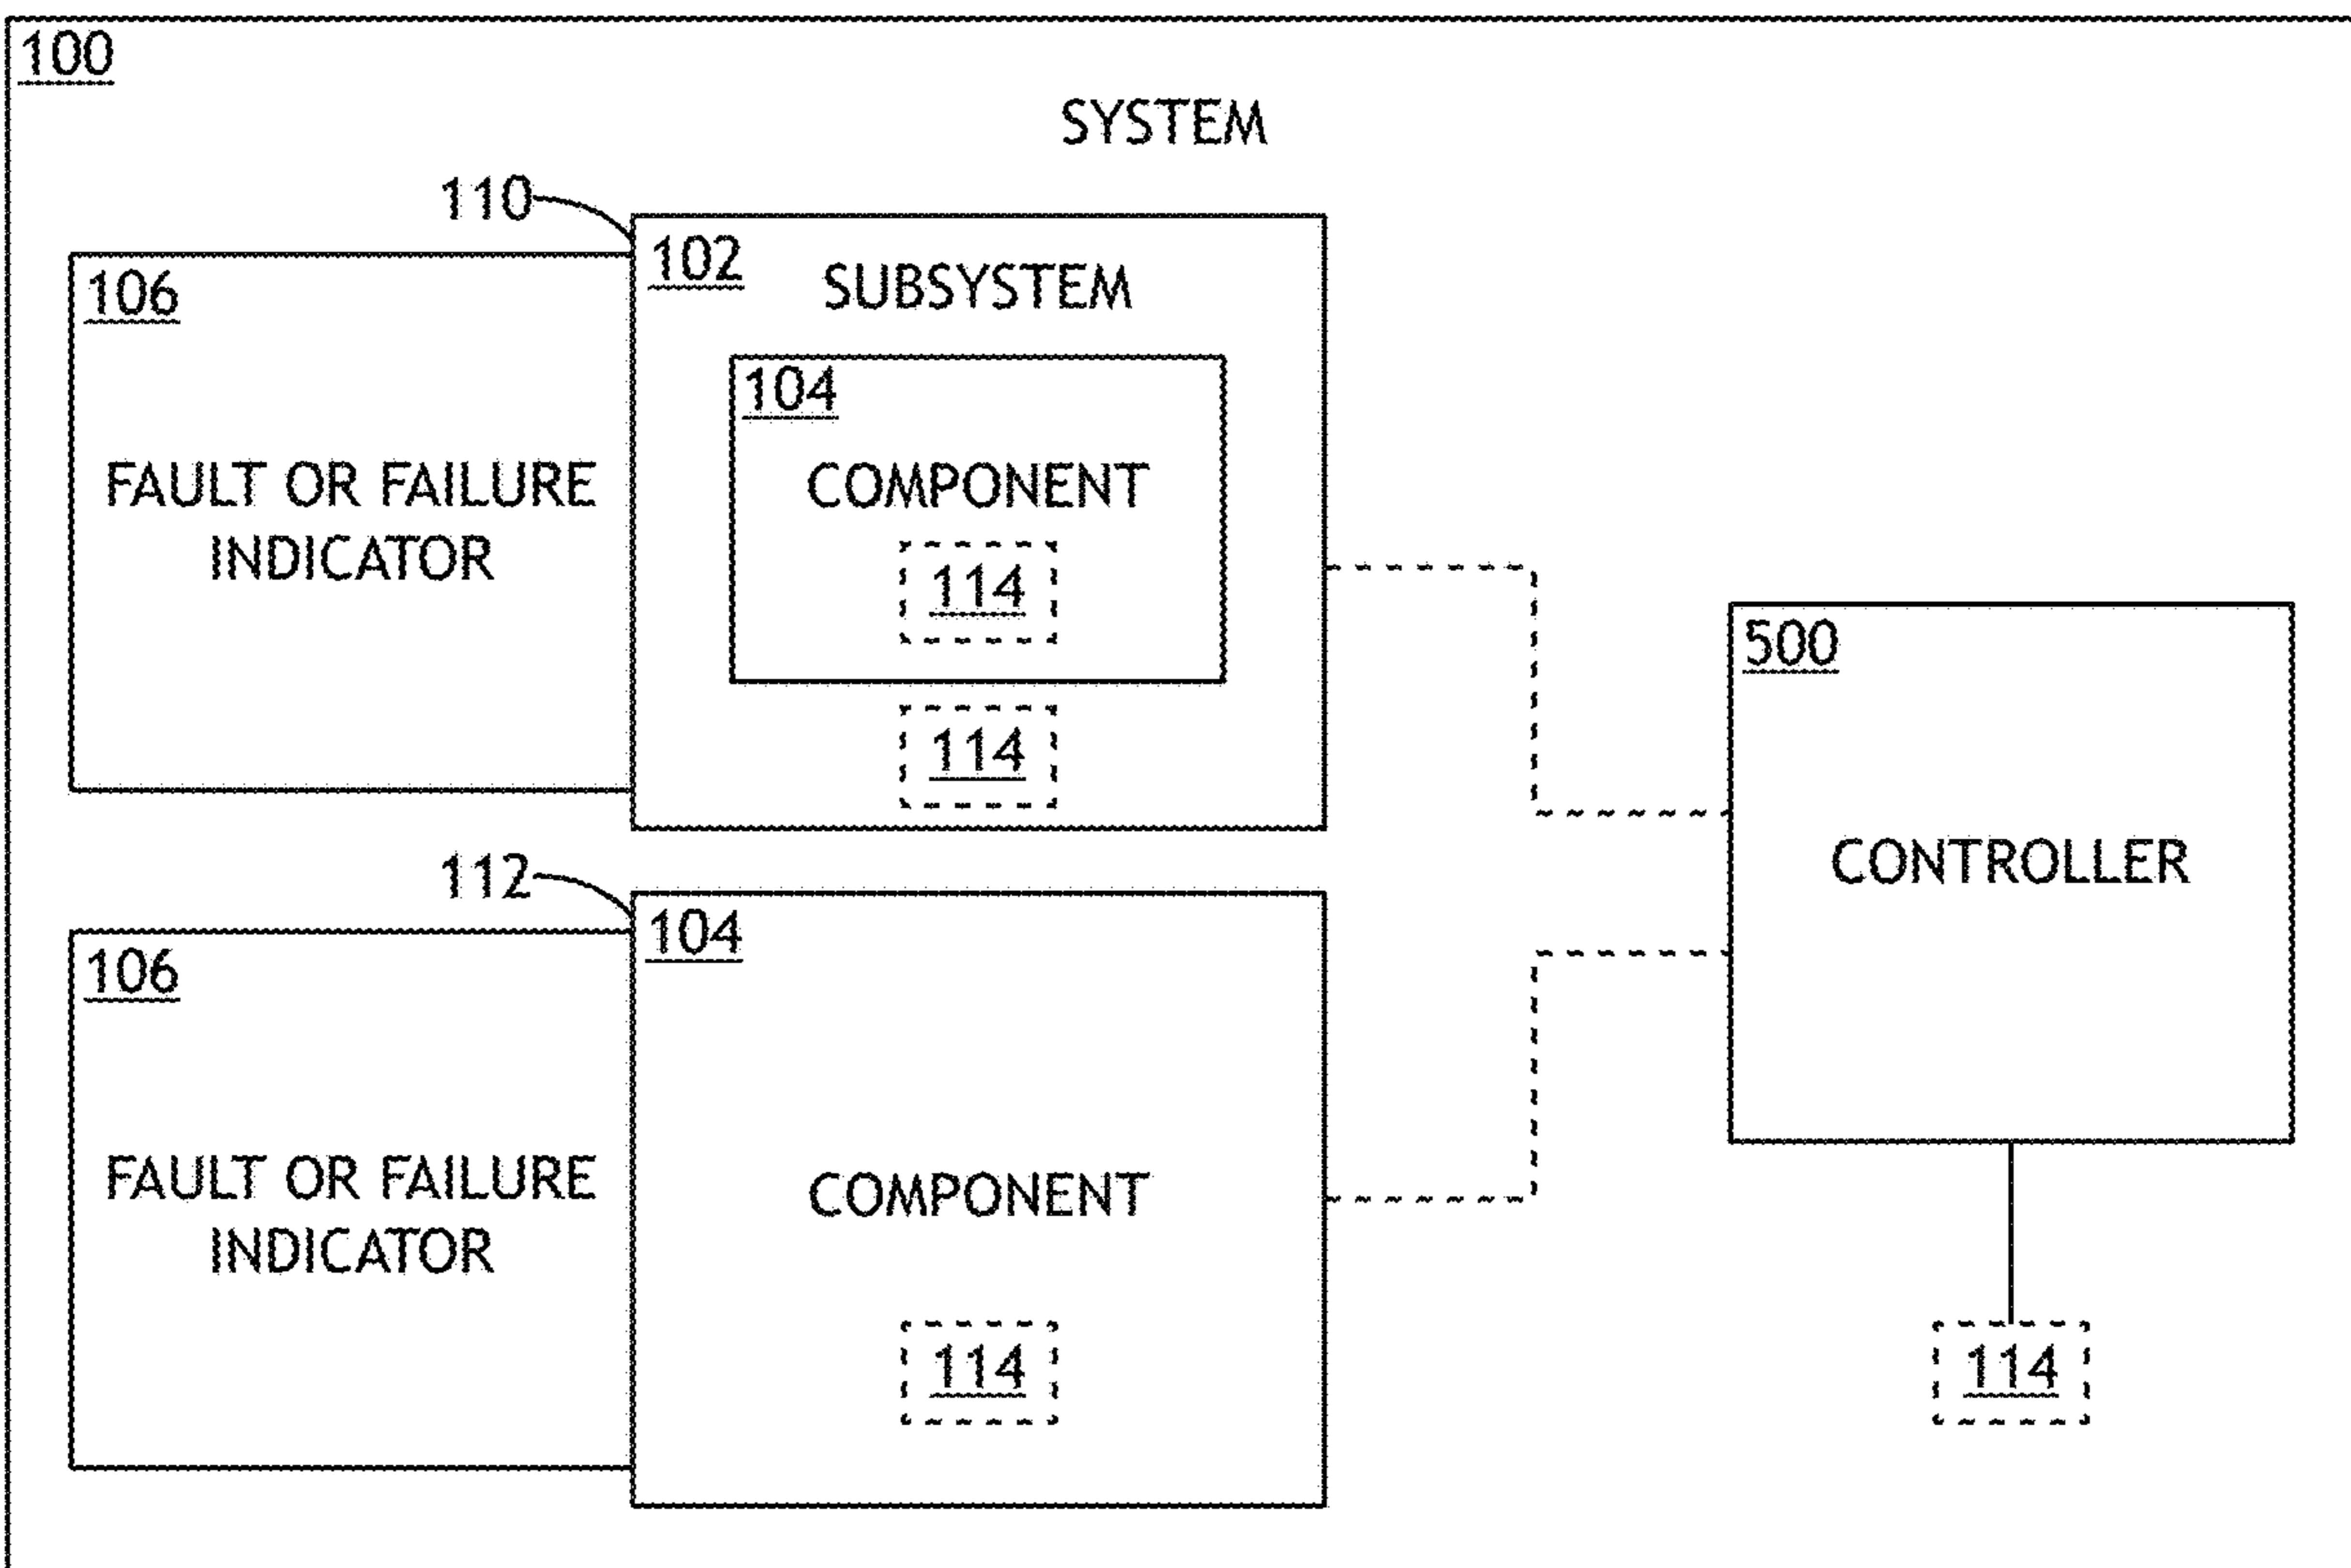 100
SYSTEM
110
102
SUBSYSTEM
106
FAULT OR FAILURE
INDICATOR
104
COMPONENT
114
114
500
CONTROLLER
112
104
COMPONENT
106
FAULT OR FAILURE
INDICATOR
114
114